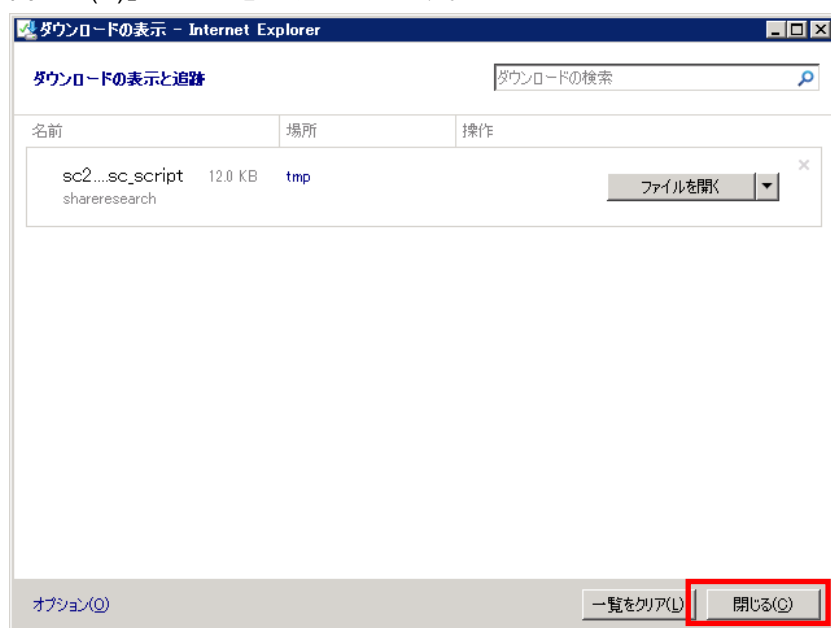 ダウンロードの表示 - Internet Explorer
ダウンロードの表示と追跡
ダウンロードの検索
名前 場所 操作
sc2....sc_script 12.0 KB tmp ファイルを開く
shareresearch
オプション(O) 一覧をクリア(L) 閉じる(C)